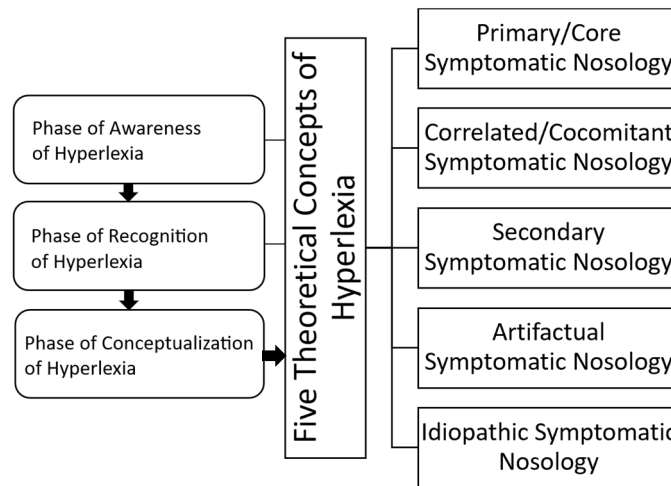 Phase of Awareness
of Hyperlexia
Phase of Recognition
of Hyperlexia
Phase of Conceptualization
of Hyperlexia
Five Theoretical Concepts of
Hyperlexia
Primary/Core
Symptomatic Nosology
Correlated/Cocomitant
Symptomatic Nosology
Secondary
Symptomatic Nosology
Artifactual
Symptomatic Nosology
Idiopathic Symptomatic
Nosology